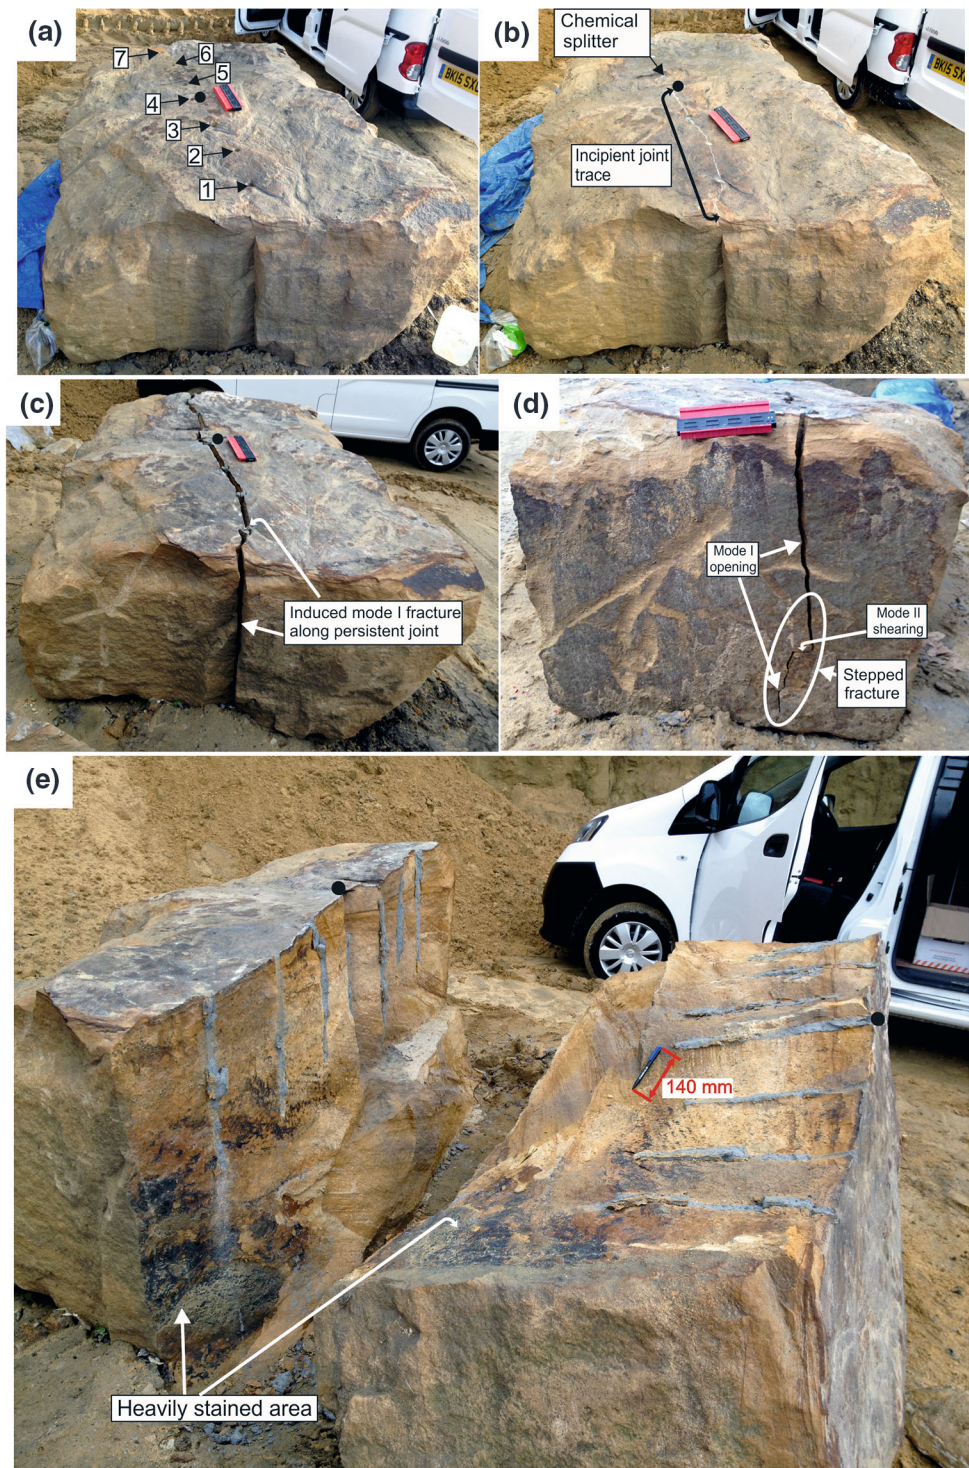 (a)
7
6
5
4
3
2
1
BK15 SX
(b)
Chemical
splitter
BK15 SX
Incipient joint
trace
(c)
Induced mode I fracture
along persistent joint
(d)
Mode I
opening
Mode II
shearing
Stepped
fracture
(e)
140 mm
Heavily stained area